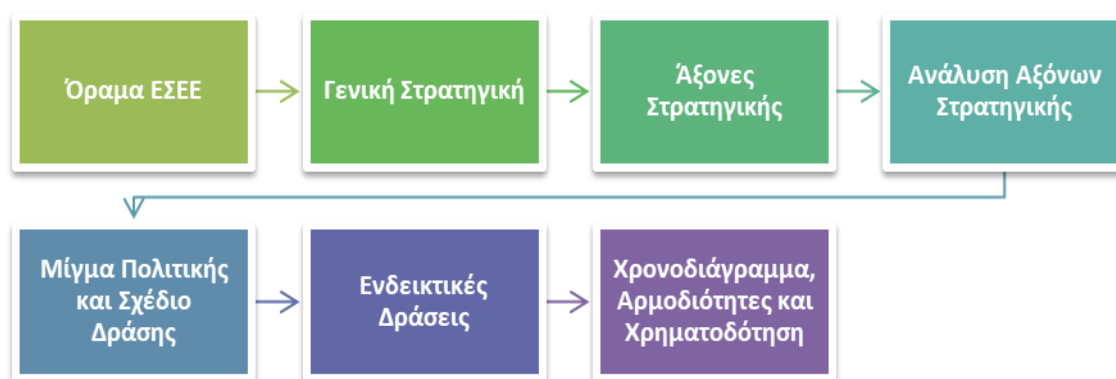 Όραμα ΕΣΕΕ
Γενική Στρατηγική
Άξονες
Στρατηγικής
Ανάλυση Αξόνων
Στρατηγικής
Μίγμα Πολιτικής
και Σχέδιο
Δράσης
Ενδεικτικές
Δράσεις
Χρονοδιάγραμμα,
Αρμοδιότητες και
Χρηματοδότηση